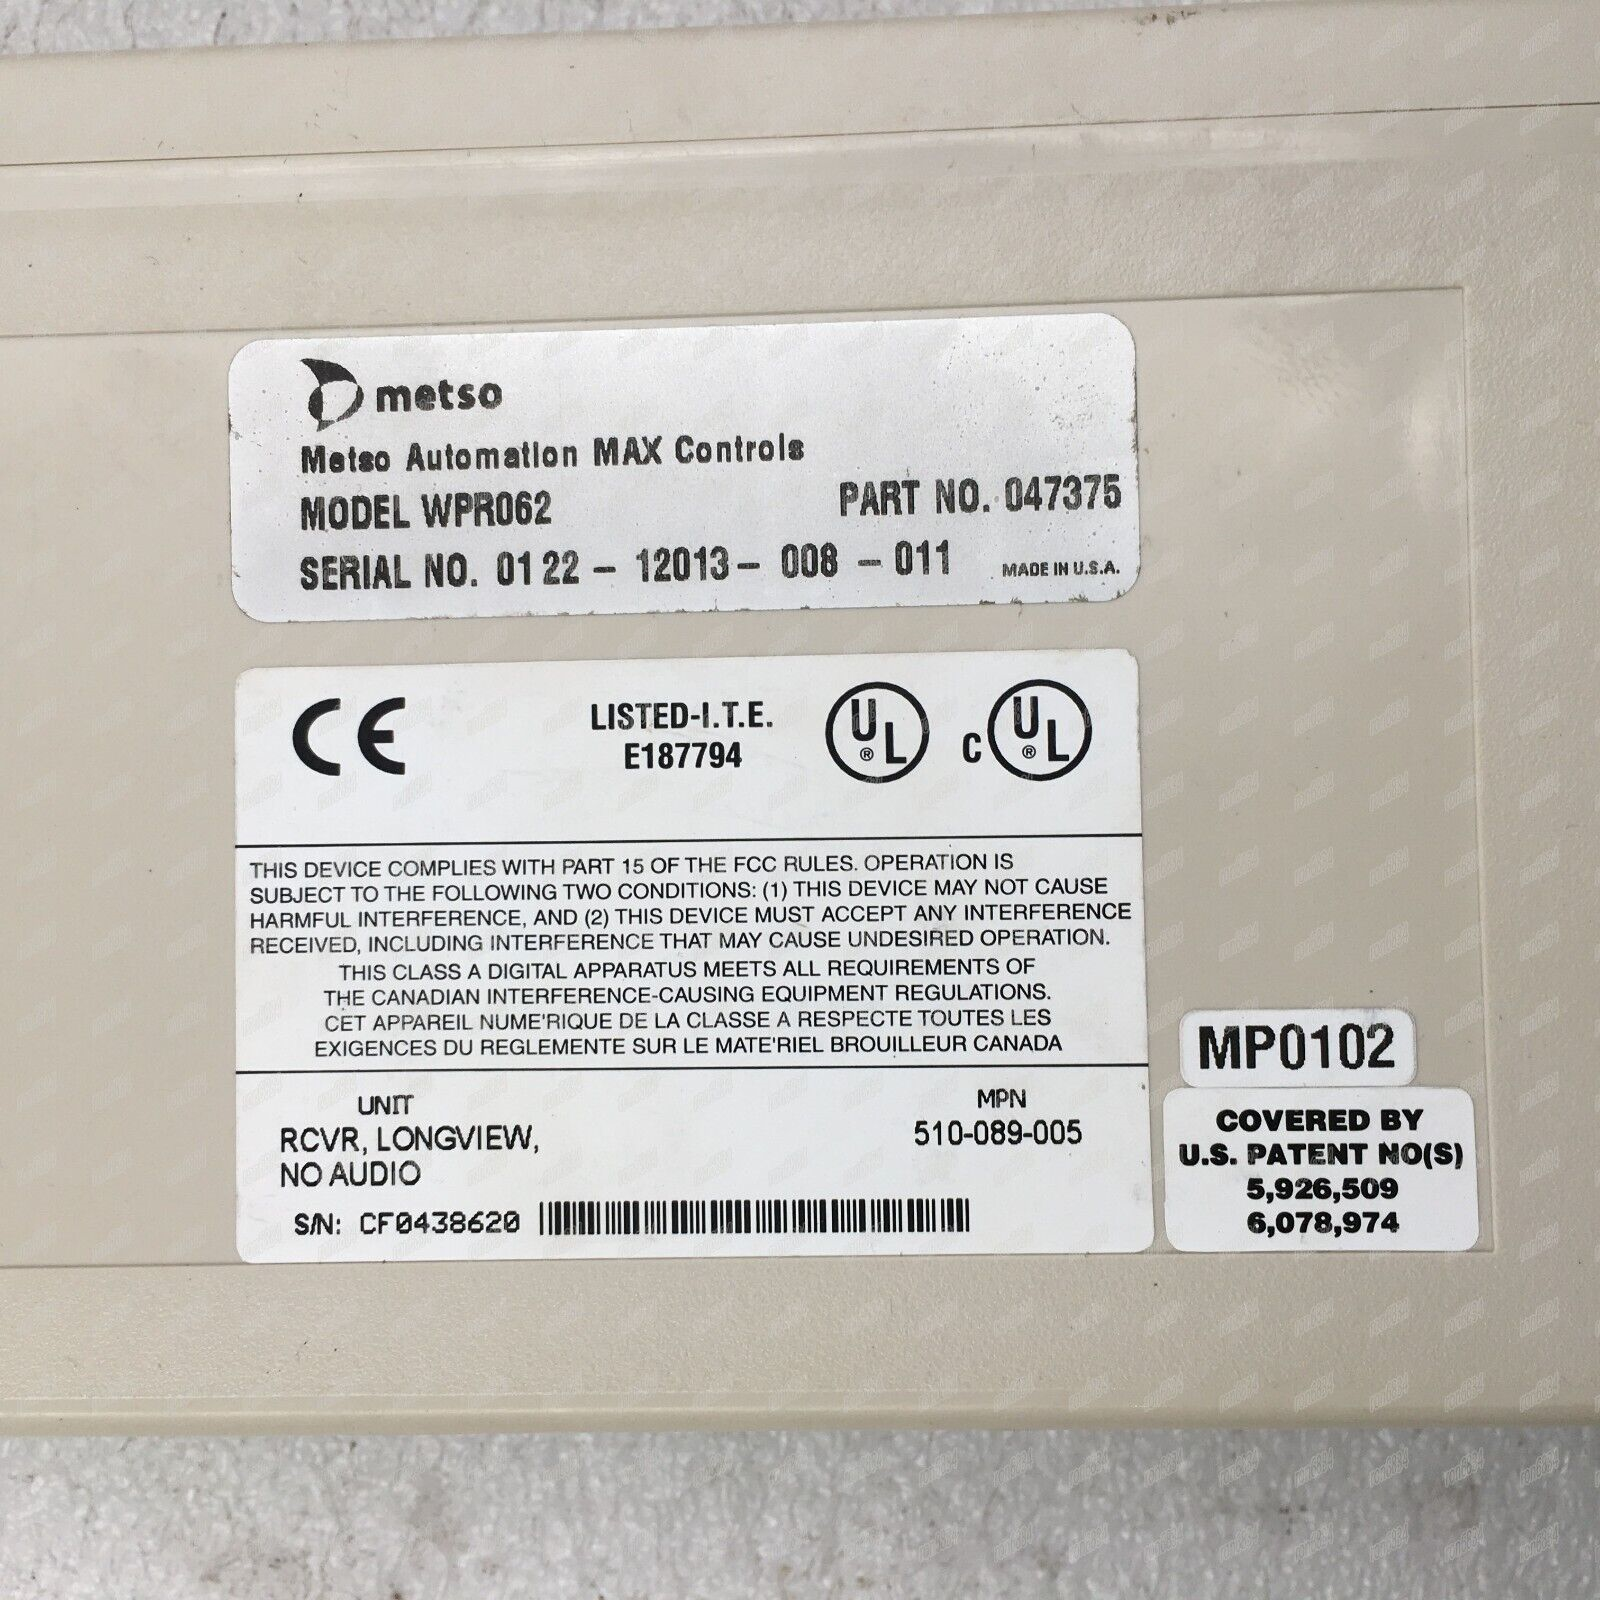 metso
Metso Automation MAX Controls
MODEL WPR062 PART NO. 047375
SERIAL NO. 0122 - 12013 - 008 - 011 MADE IN U.S.A.
CE LISTED-I.T.E. UL ® c UL ®
E187794
THIS DEVICE COMPLIES WITH PART 15 OF THE FCC RULES. OPERATION IS
SUBJECT TO THE FOLLOWING TWO CONDITIONS: (1) THIS DEVICE MAY NOT CAUSE
HARMFUL INTERFERENCE, AND (2) THIS DEVICE MUST ACCEPT ANY INTERFERENCE
RECEIVED, INCLUDING INTERFERENCE THAT MAY CAUSE UNDESIRED OPERATION.
THIS CLASS A DIGITAL APPARATUS MEETS ALL REQUIREMENTS OF
THE CANADIAN INTERFERENCE-CAUSING EQUIPMENT REGULATIONS.
CET APPAREIL NUME'RIQUE DE LA CLASSE A RESPECTE TOUTES LES
EXIGENCES DU REGLEMENTE SUR LE MATE'RIEL BROUILLEUR CANADA
UNIT MPN
RCVR, LONGVIEW, 510-089-005
NO AUDIO
S/N: CF0438620
MP0102
COVERED BY
U.S. PATENT NO(S)
5,926,509
6,078,974